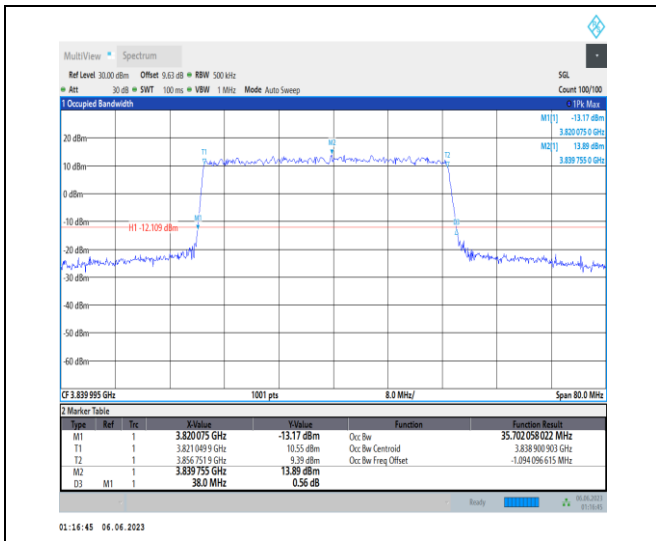 MultiView Spectrum
Ref Level 30.00 dBm Offset 9.63 dB RBW 500 kHz SGL
Att 30 dB SWT 100 ms VBW 1 MHz Mode Auto Sweep Count 100/100
1 Occupied Bandwidth 1Pk Max
M1[1] -13.17 dBm
3.820 075 0 GHz
M2[1] 13.89 dBm
3.839 755 0 GHz
20 dBm
M2
T1
T2
10 dBm
0 dBm
-10 dBm
M1
H1 -12.109 dBm
-20 dBm
-30 dBm
-40 dBm
-50 dBm
-60 dBm
CF 3.839 995 GHz 1001 pts 8.0 MHz/ Span 80.0 MHz
2 Marker Table
Type Ref Trc X-Value Y-Value Function Function Result
M1 1 3.820 075 GHz -13.17 dBm Occ Bw 35.702 058 022 MHz
T1 1 3.821 049 9 GHz 10.55 dBm Occ Bw Centroid 3.838 900 903 GHz
T2 1 3.856 751 9 GHz 9.39 dBm Occ Bw Freq Offset -1.094 096 615 MHz
M2 1 3.839 755 GHz 13.89 dBm
D3 M1 1 38.0 MHz 0.56 dB
Ready 06.06.2023
01:16:45
01:16:45 06.06.2023